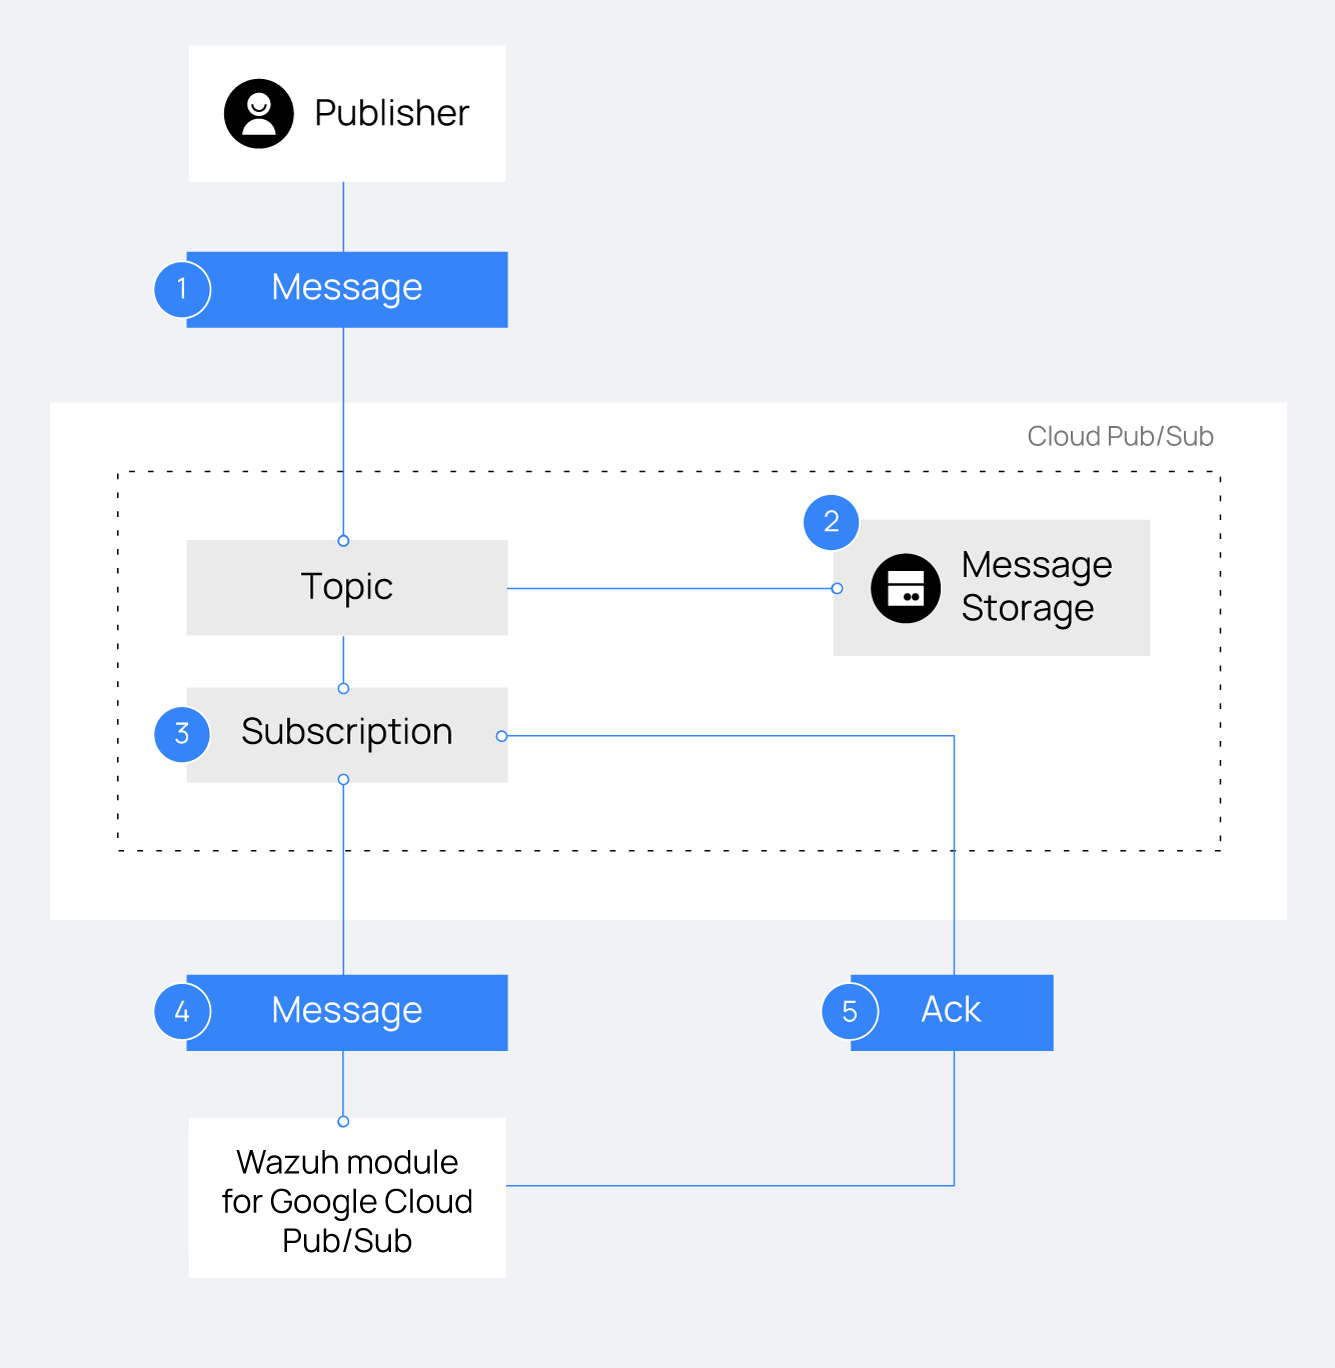 Publisher
1
Message
Cloud Pub/Sub
2
Topic
Message
Storage
3
Subscription
4
Message
5
Ack
Wazuh module
for Google Cloud
Pub/Sub